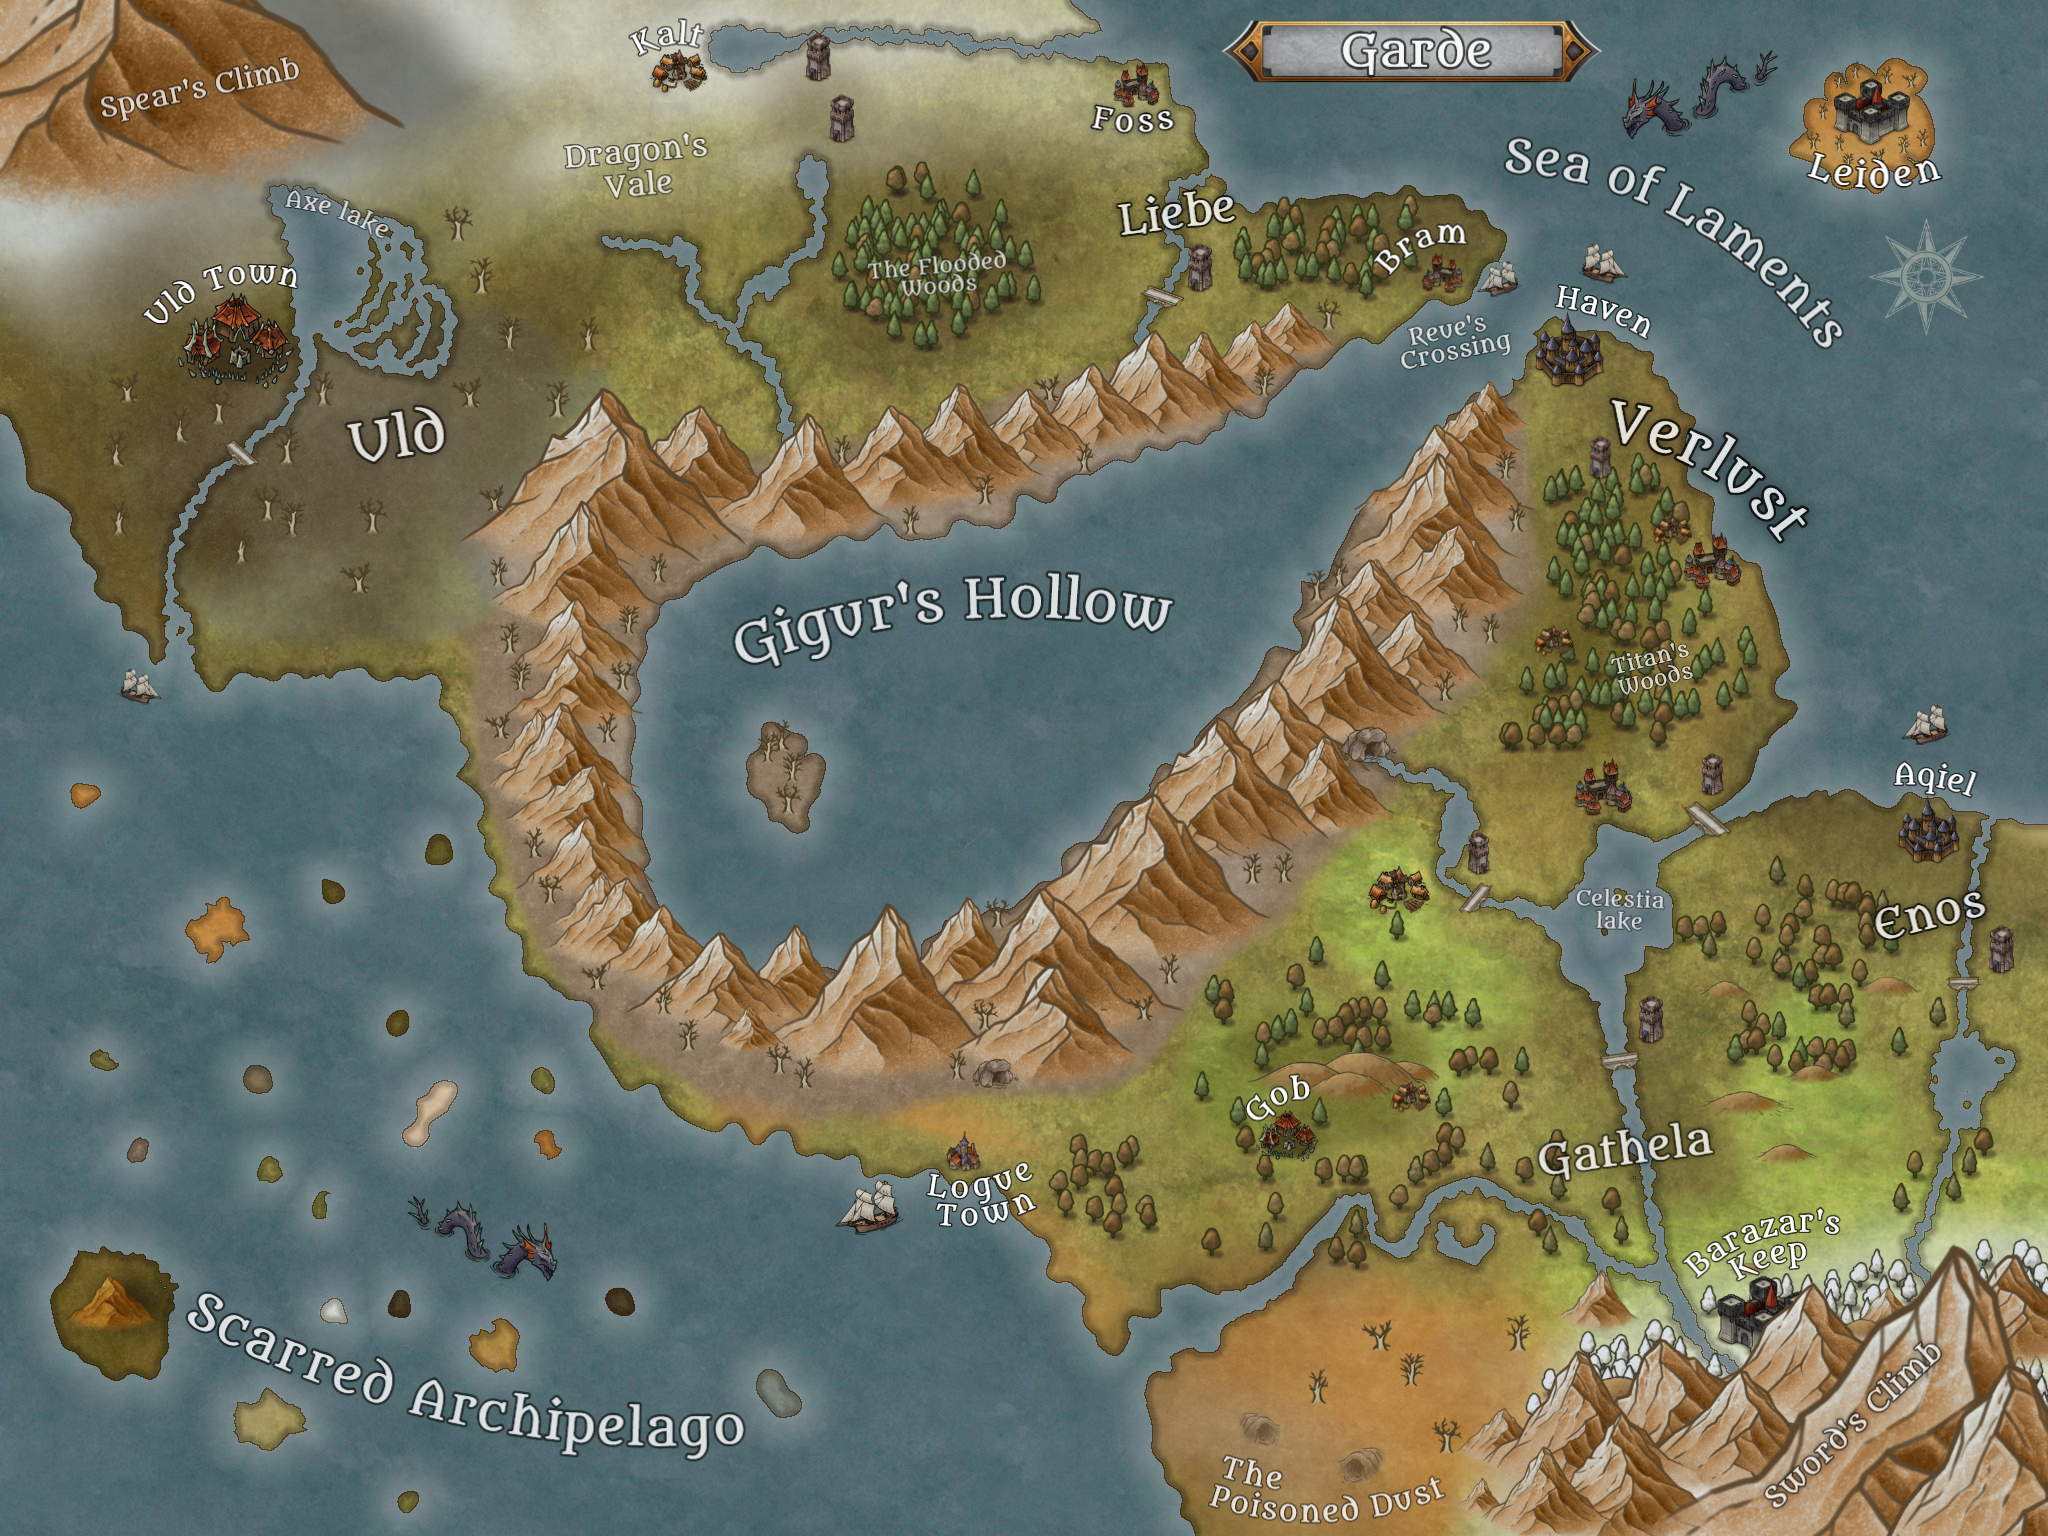 Garde
Kalt
Spear's Climb
Foss
Dragon's
Vale
Sea of Laments
Leiden
Axe lake
Liebe
Bram
Uld Town
The Flooded
Woods
Haven
Reve's
Crossing
Uld
Verlust
Gigur's Hollow
Titan's
Woods
Aqiel
Celestia
lake
Enos
Gob
Gathela
Logue
Town
Barazar's
Keep
Scarred Archipelago
Sword's Climb
The
Poisoned Dust